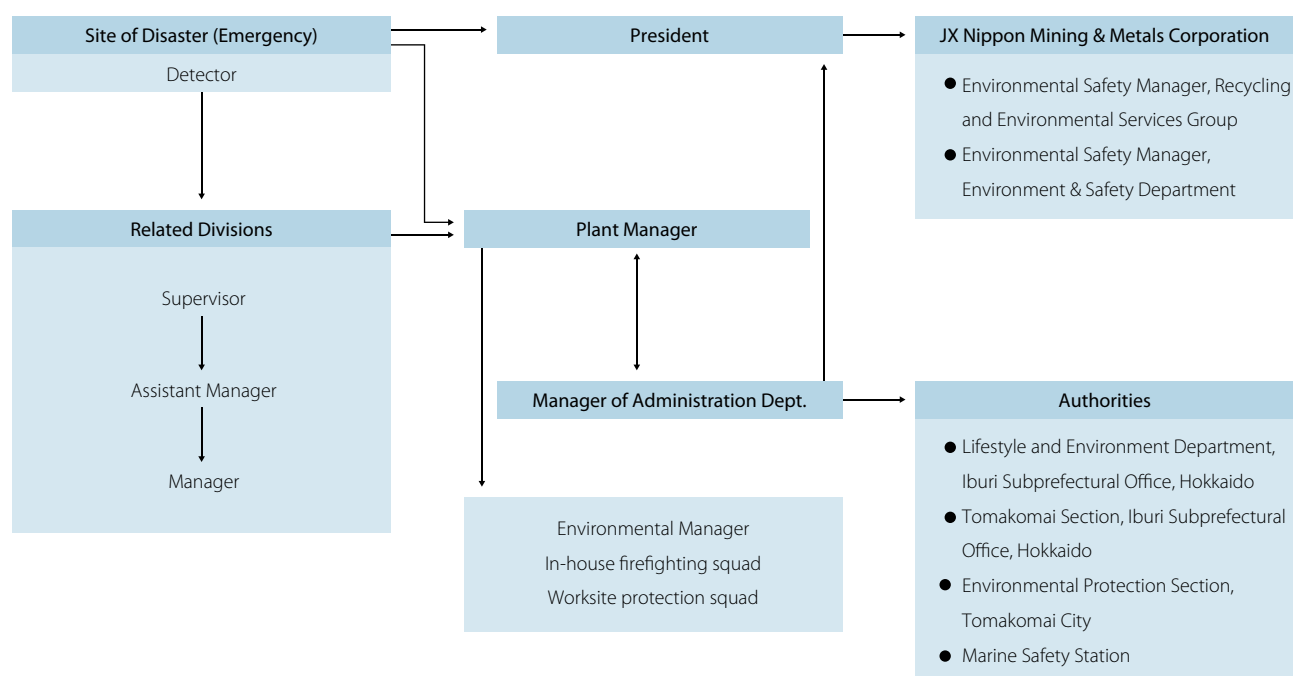 Site of Disaster (Emergency)
Detector
President
JX Nippon Mining & Metals Corporation
● Environmental Safety Manager, Recycling
and Environmental Services Group
● Environmental Safety Manager,
Environment & Safety Department
Related Divisions
Supervisor
Assistant Manager
Manager
Plant Manager
Manager of Administration Dept.
Environmental Manager
In-house firefighting squad
Worksite protection squad
Authorities
● Lifestyle and Environment Department,
Iburi Subprefectural Office, Hokkaido
● Tomakomai Section, Iburi Subprefectural
Office, Hokkaido
● Environmental Protection Section,
Tomakomai City
● Marine Safety Station